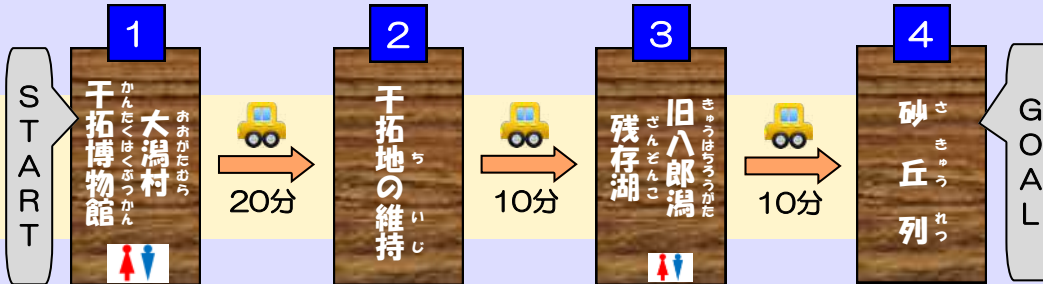 START
1
大潟村
おおがたむら
干拓博物館
かんたくはくぶつかん
20分
2
干拓地の維持
ち
いじ
10分
3
旧八郎潟
きゅうはちろうがた
残存湖
ざんぞんこ
10分
4
砂丘列
さきゅうれつ
GOAL